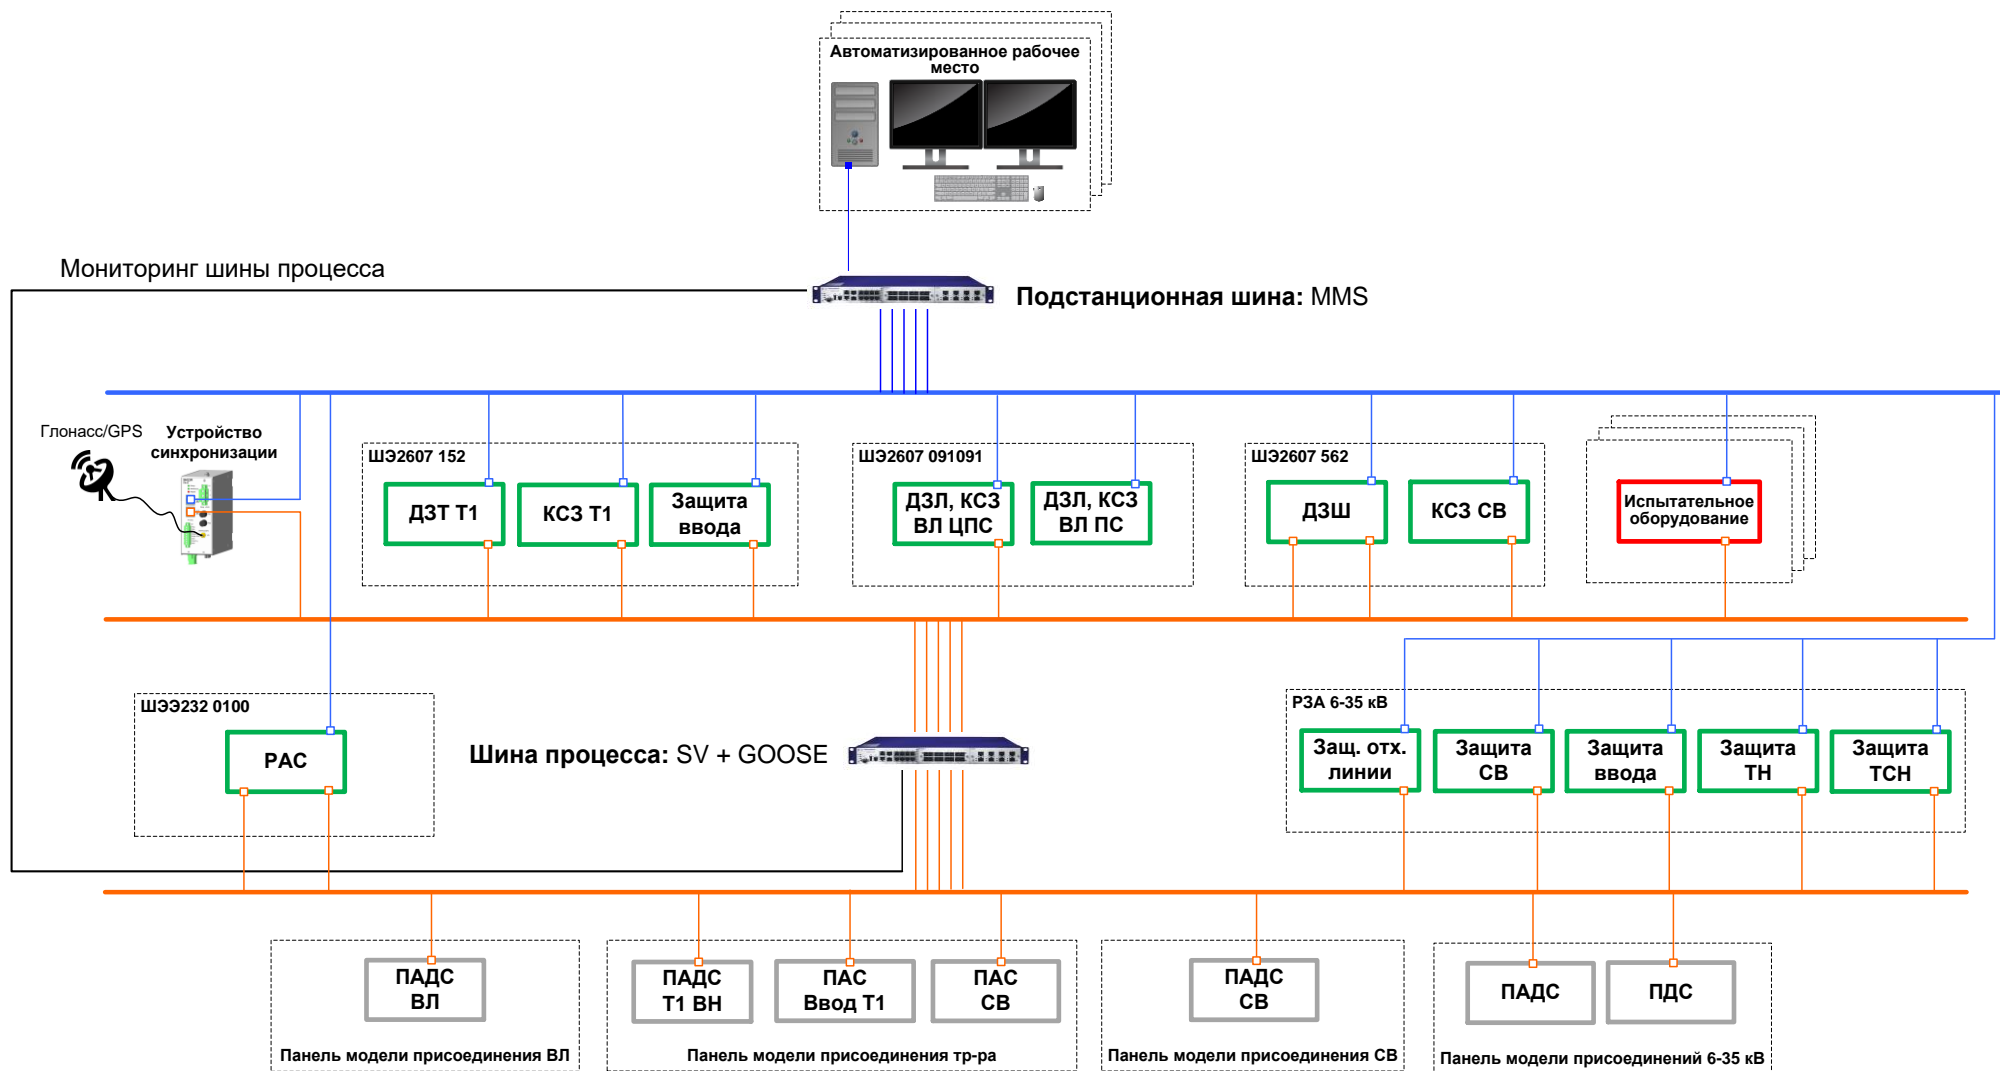 Автоматизированное рабочее
место
Мониторинг шины процесса
Подстанционная шина: MMS
Глонасс/GPS
Устройство
синхронизации
ШЭ2607 152
ДЗТ Т1
КСЗ Т1
Защита
ввода
ШЭ2607 091091
ДЗЛ, КСЗ
ВЛ ЦПС
ДЗЛ, КСЗ
ВЛ ПС
ШЭ2607 562
ДЗШ
КСЗ СВ
Испытательное
оборудование
ШЭЭ232 0100
РАС
Шина процесса: SV + GOOSE
РЗА 6-35 кВ
Защ. отх.
линии
Защита
СВ
Защита
ввода
Защита
ТН
Защита
ТСН
ПАДС
ВЛ
Панель модели присоединения ВЛ
ПАДС
Т1 ВН
ПАС
Ввод Т1
ПАС
СВ
Панель модели присоединения тр-ра
ПАДС
СВ
Панель модели присоединения СВ
ПАДС
ПДС
Панель модели присоединений 6-35 кВ